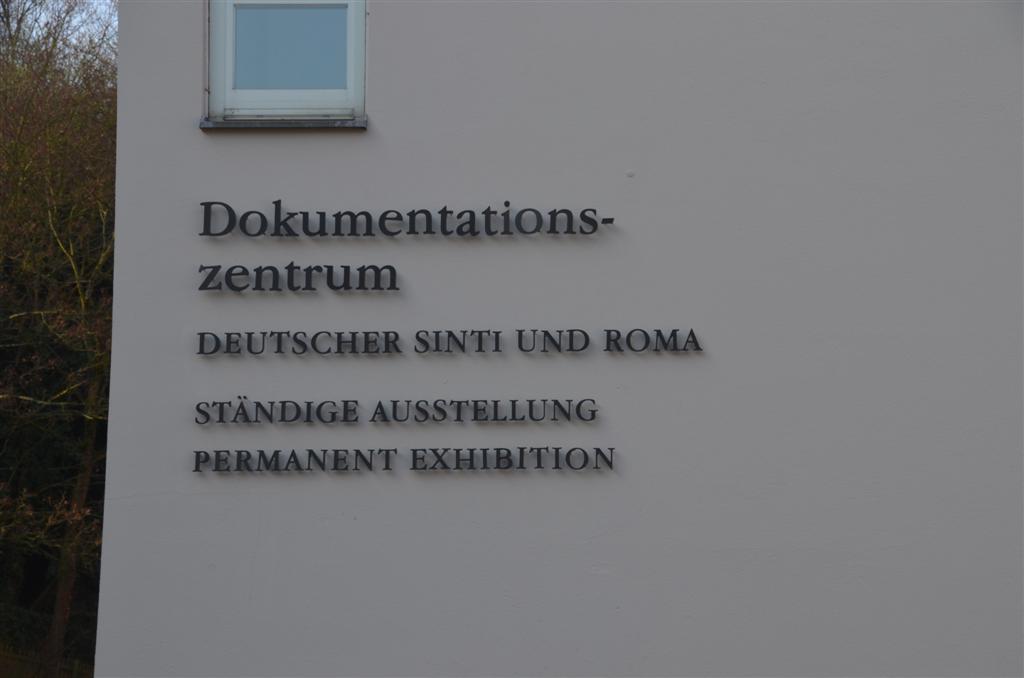 Dokumentations-
zentrum
DEUTSCHER SINTI UND ROMA
STÄNDIGE AUSSTELLUNG
PERMANENT EXHIBITION